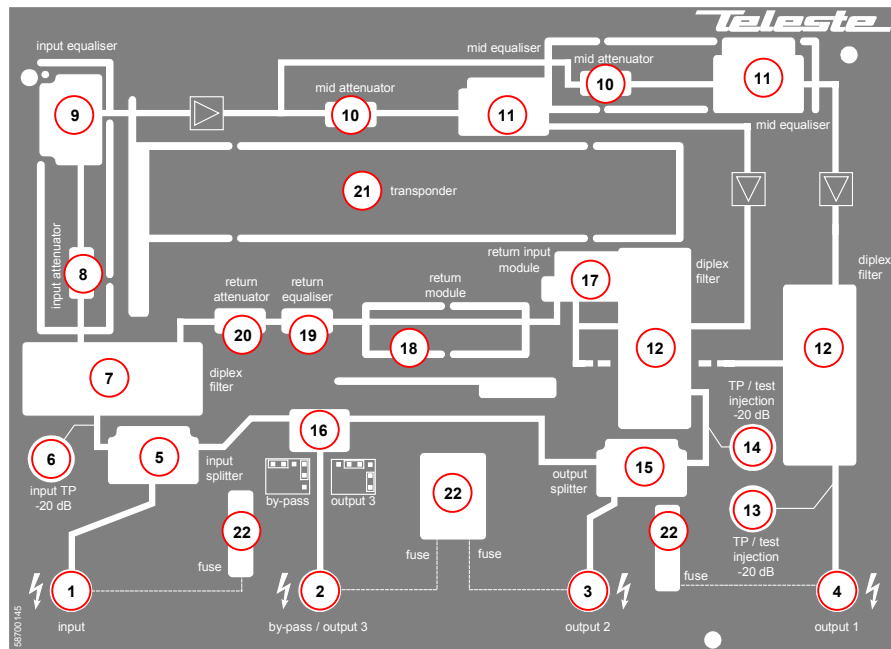 Teleste
input equaliser
mid equaliser
mid attenuator
10
11
9
mid attenuator
10
11
mid equaliser
21
transponder
input attenuator
8
return input
module
17
diplex
filter
diplex
filter
return
attenuator
20
return
equaliser
19
return
module
18
12
12
7
diplex
filter
TP / test
injection
-20 dB
14
16
5
input
splitter
6
input TP
-20 dB
by-pass
output 3
output
splitter
15
22
22
22
13
TP / test
injection
-20 dB
fuse
fuse
fuse
fuse
1
input
2
by-pass / output 3
3
output 2
4
output 1
58700145